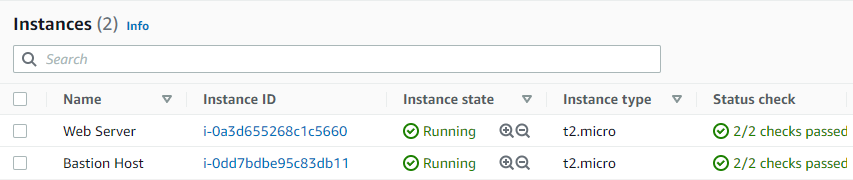 Instances (2) Info
Search
Name Instance ID Instance state Instance type Status check
Web Server i-0a3d655268c1c5660 Running t2.micro 2/2 checks passed
Bastion Host i-0dd7bdbe95c83db11 Running t2.micro 2/2 checks passed